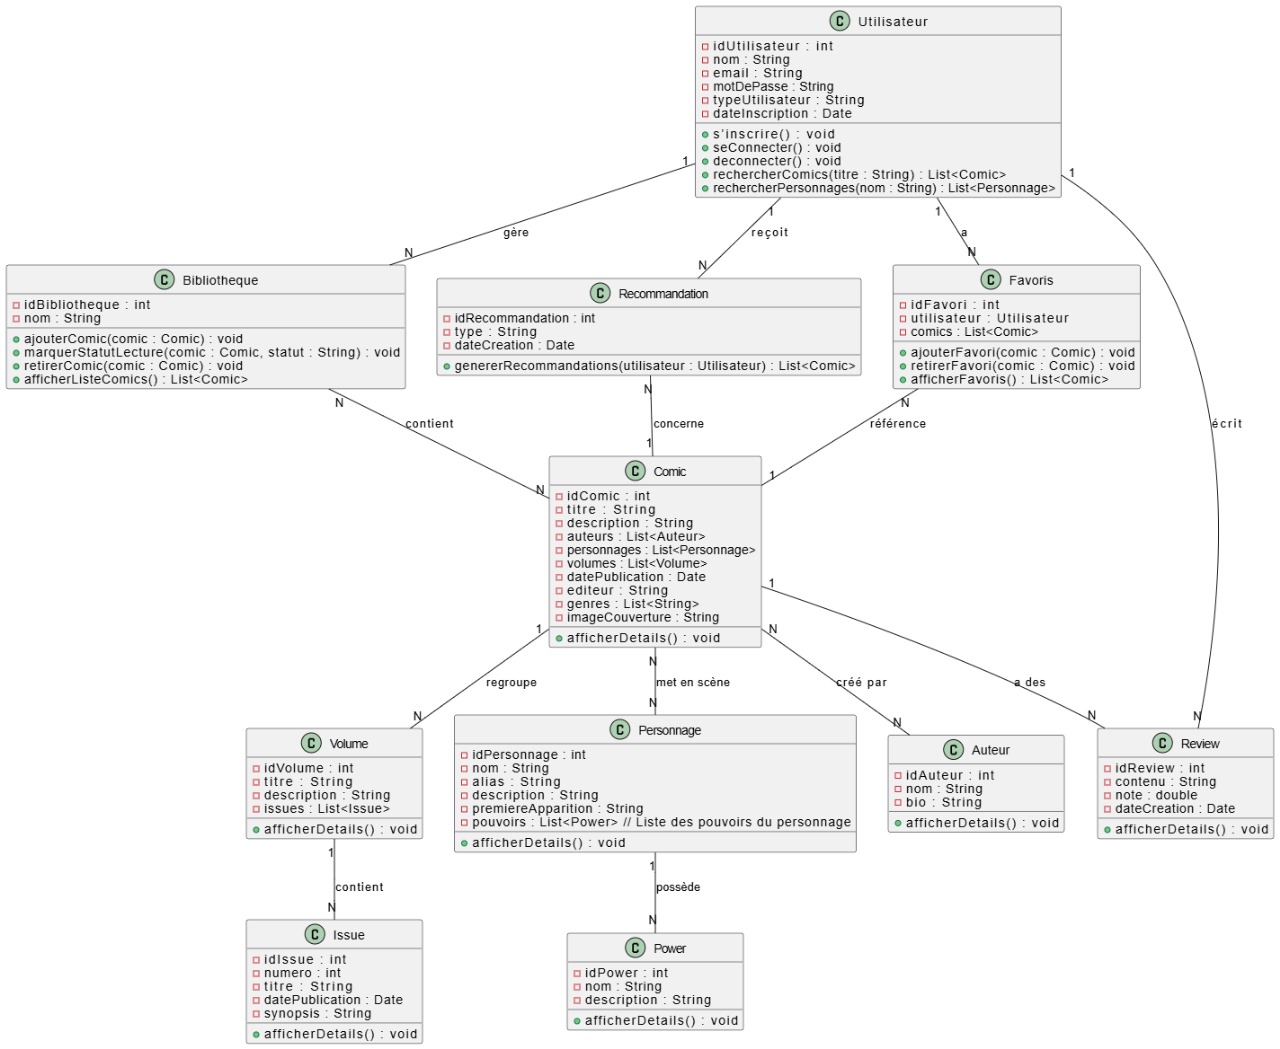 C Utilisateur
idUtilisateur : int
nom : String
email : String
motDePasse : String
typeUtilisateur : String
dateInscription : Date
s'inscrire() : void
seConnecter() : void
deconnecter() : void
rechercherComics(titre : String) : List<Comic>
rechercherPersonnages(nom : String) : List<Personnage>
1
1
1
1
gère
reçoit
a
N
N
N
C Bibliotheque
idBibliotheque : int
nom : String
ajouterComic(comic : Comic) : void
marquerStatutLecture(comic : Comic, statut : String) : void
retirerComic(comic : Comic) : void
afficherListeComics() : List<Comic>
C Recommandation
idRecommandation : int
type : String
dateCreation : Date
genererRecommandations(utilisateur : Utilisateur) : List<Comic>
C Favoris
idFavori : int
utilisateur : Utilisateur
comics : List<Comic>
ajouterFavori(comic : Comic) : void
retirerFavori(comic : Comic) : void
afficherFavoris() : List<Comic>
N
N
N
contient
concerne
référence
écrit
N
1
1
C Comic
idComic : int
titre : String
description : String
auteurs : List<Auteur>
personnages : List<Personnage>
volumes : List<Volume>
datePublication : Date
editeur : String
genres : List<String>
imageCouverture : String
afficherDetails() : void
1
1
N
N
regroupe
met en scène
créé par
a des
N
N
N
N
N
C Volume
idVolume : int
titre : String
description : String
issues : List<Issue>
afficherDetails() : void
C Personnage
idPersonnage : int
nom : String
alias : String
description : String
premiereApparition : String
pouvoirs : List<Power> // Liste des pouvoirs du personnage
afficherDetails() : void
C Auteur
idAuteur : int
nom : String
bio : String
afficherDetails() : void
C Review
idReview : int
contenu : String
note : double
dateCreation : Date
afficherDetails() : void
1
1
contient
possède
N
N
C Issue
idIssue : int
numero : int
titre : String
datePublication : Date
synopsis : String
afficherDetails() : void
C Power
idPower : int
nom : String
description : String
afficherDetails() : void